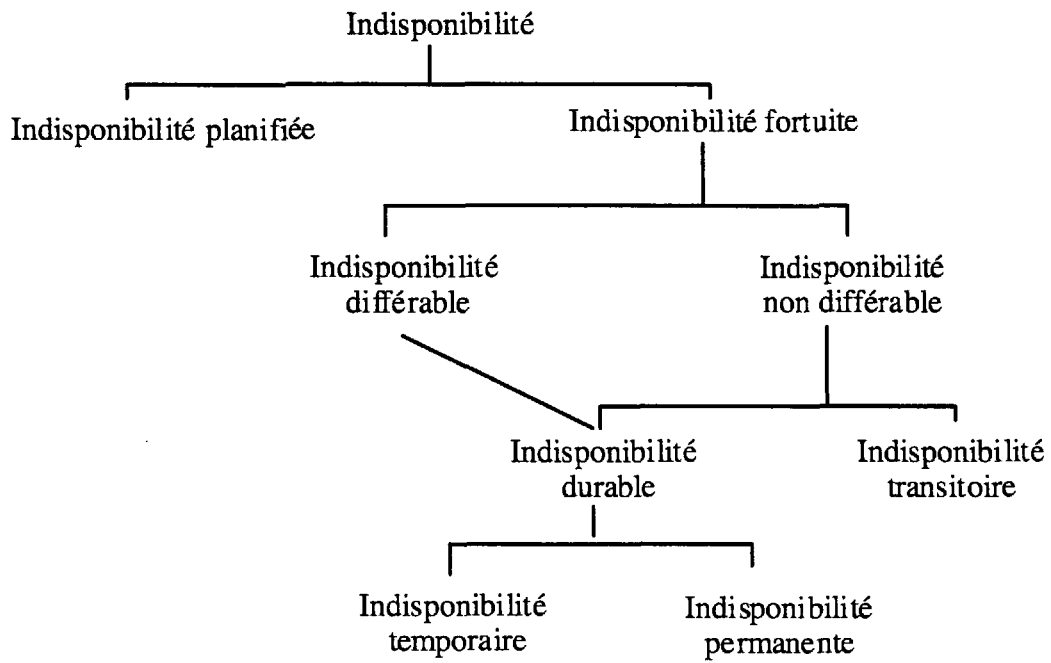 Indisponibilité
Indisponibilité planifiée
Indisponibilité fortuite
Indisponibilité
différable
Indisponibilité
non différable
Indisponibilité
durable
Indisponibilité
transitoire
Indisponibilité
temporaire
Indisponibilité
permanente